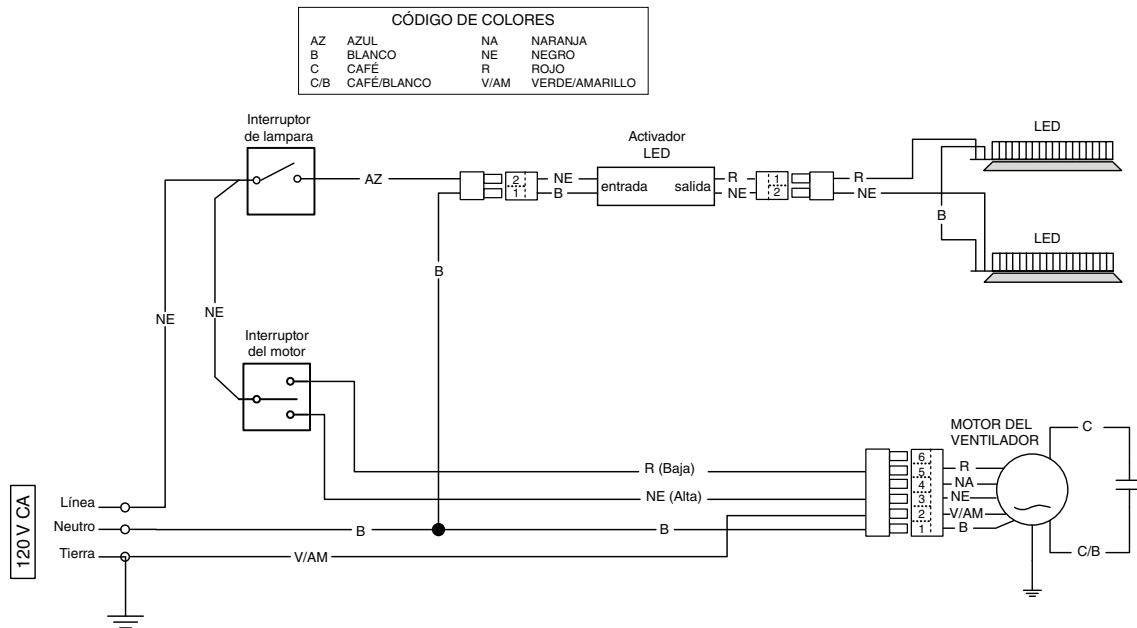 CÓDIGO DE COLORES
AZ AZUL NA NARANJA
B BLANCO NE NEGRO
C CAFÉ R ROJO
C/B CAFÉ/BLANCO V/AM VERDE/AMARILLO
Interruptor
de lampara
Activador
LED
LED
AZ
2
1
NE
B
entrada
salida
R
NE
1
2
R
NE
B
LED
B
NE
NE
Interruptor
del motor
R (Baja)
NE (Alta)
B
B
V/AM
120 V CA
Línea
Neutro
Tierra
MOTOR DEL
VENTILADOR
6
5
4
3
2
1
R
NA
NE
V/AM
B
C
C/B